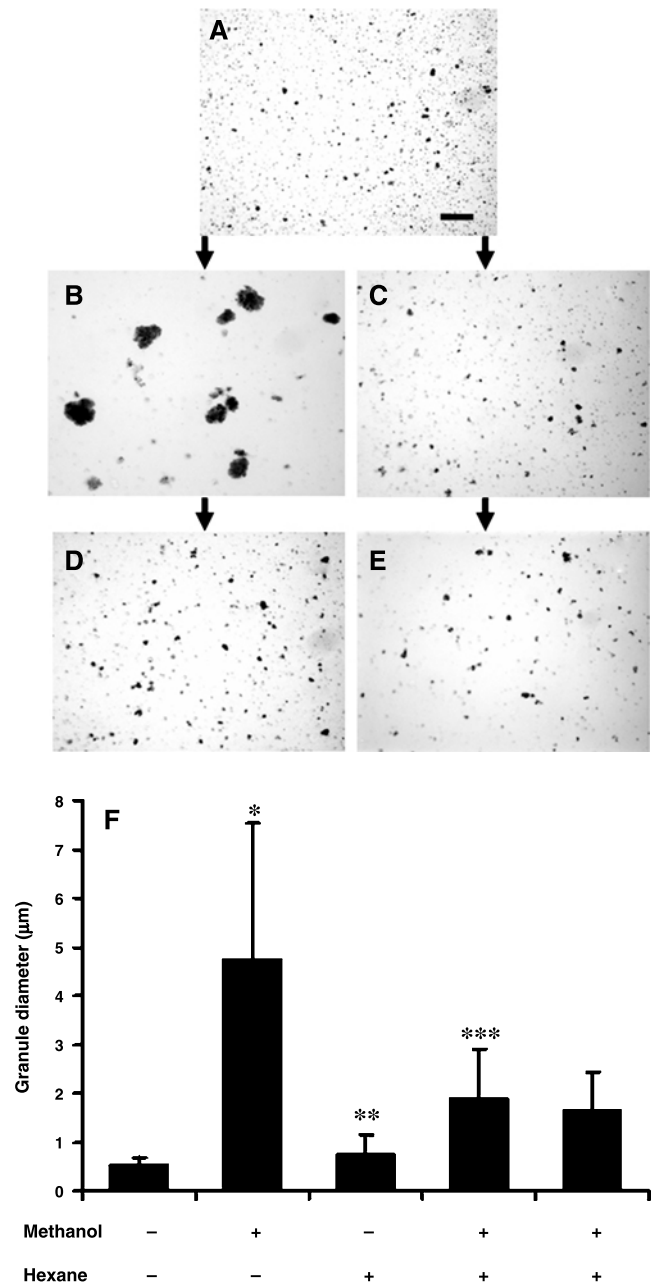 A
B
C
D
E
F
*
**
***
Granule diameter (μm)
8
7
6
5
4
3
2
1
0
Methanol – + – + +
Hexane – – + + +